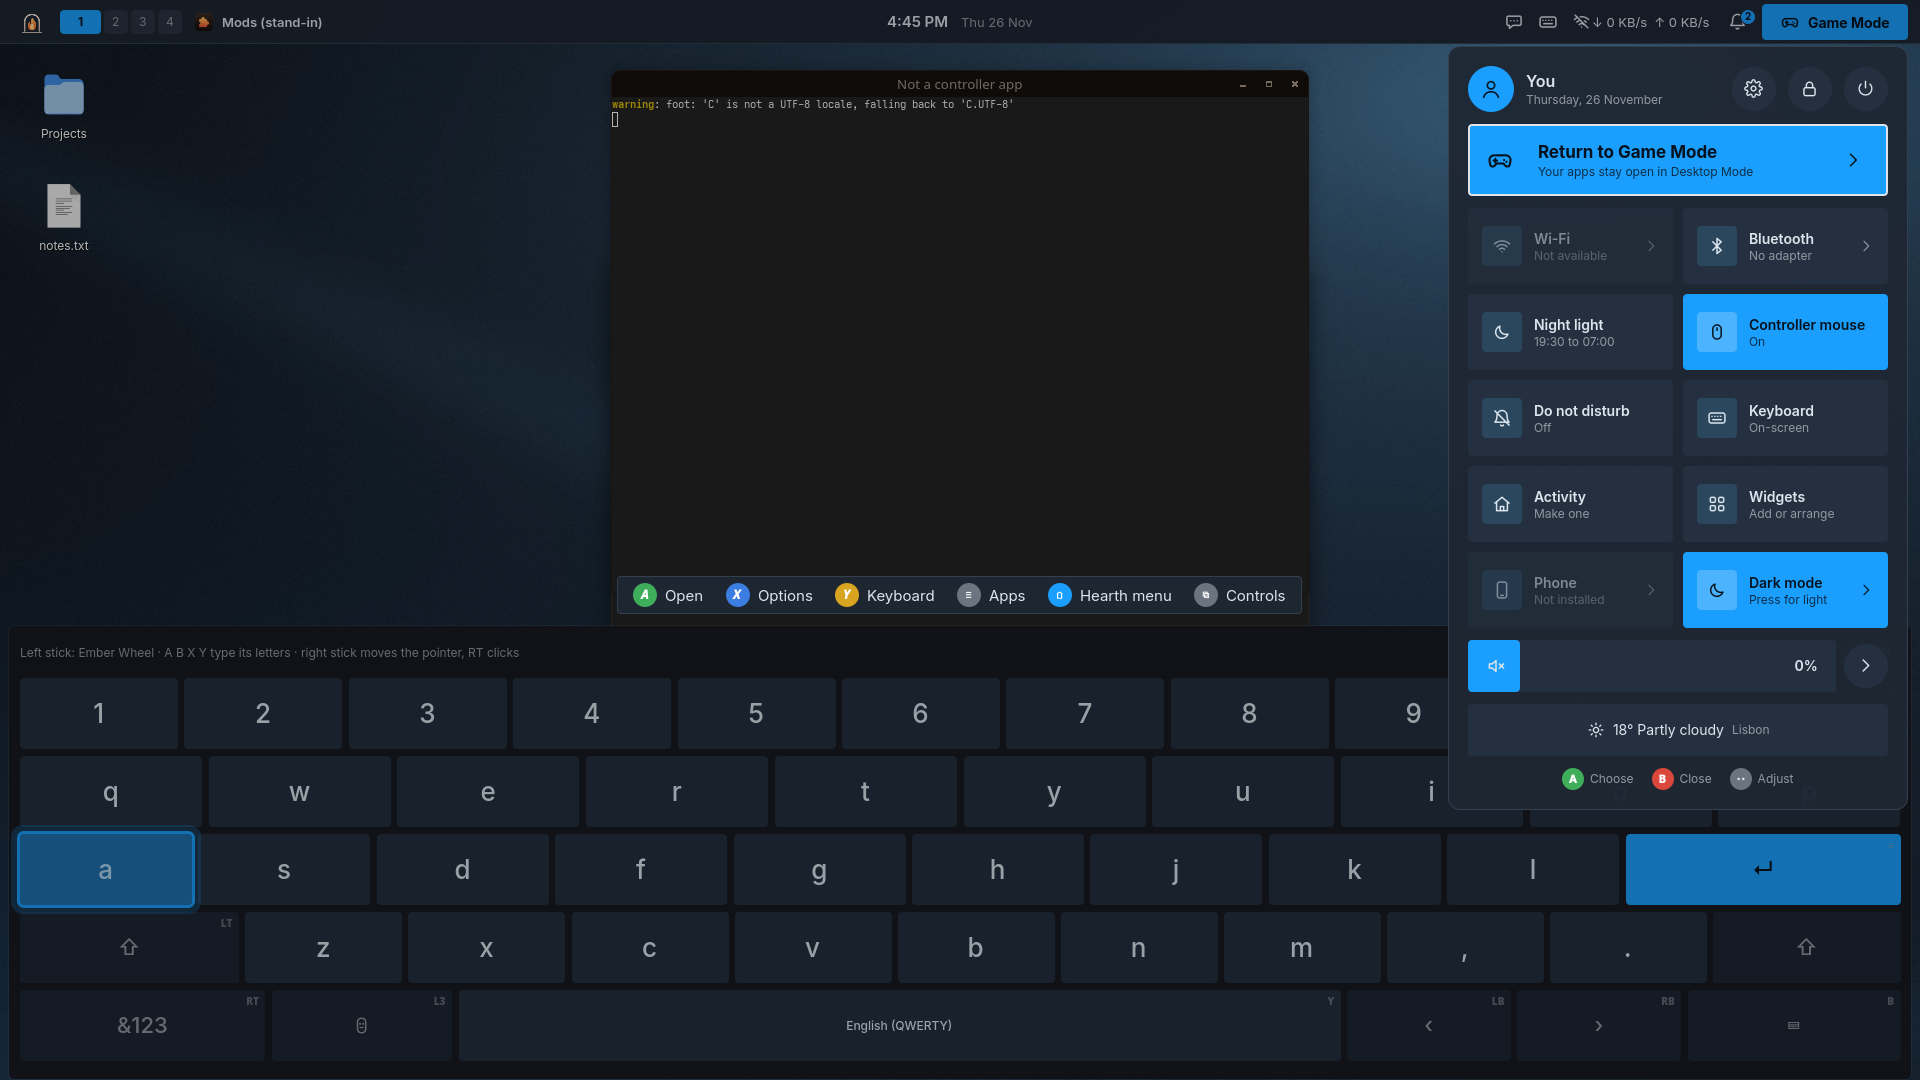 1 2 3 4 Mods (stand-in)
4:45 PM Thu 26 Nov
0 KB/s 0 KB/s 2 Game Mode
Projects
notes.txt
Not a controller app
warning: foot: 'C' is not a UTF-8 locale, falling back to 'C.UTF-8'
A Open X Options Y Keyboard Apps Hearth menu Controls
You
Thursday, 26 November
Return to Game Mode
Your apps stay open in Desktop Mode
Wi-Fi
Not available
Bluetooth
No adapter
Night light
19:30 to 07:00
Controller mouse
On
Do not disturb
Off
Keyboard
On-screen
Activity
Make one
Widgets
Add or arrange
Phone
Not installed
Dark mode
Press for light
0%
18° Partly cloudy Lisbon
A Choose B Close Adjust
Left stick: Ember Wheel · A B X Y type its letters · right stick moves the pointer, RT clicks
1 2 3 4 5 6 7 8 9
q w e r t y u i o p
a s d f g h j k l
LT z x c v b n m , .
&123 RT L3 English (QWERTY) Y ‹ LB › RB B